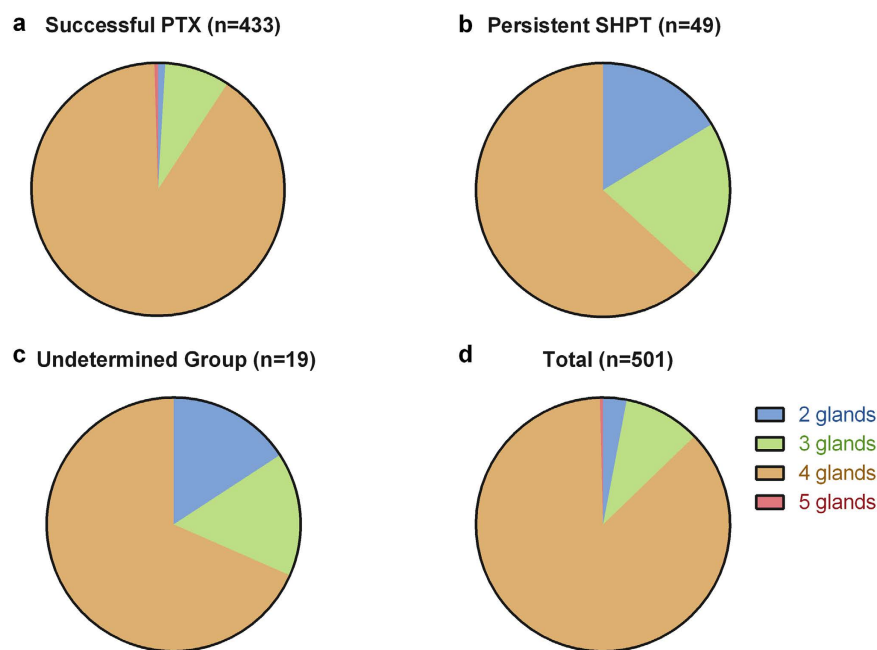 a Successful PTX (n=433)
b Persistent SHPT (n=49)
c Undetermined Group (n=19)
d Total (n=501)
2 glands
3 glands
4 glands
5 glands